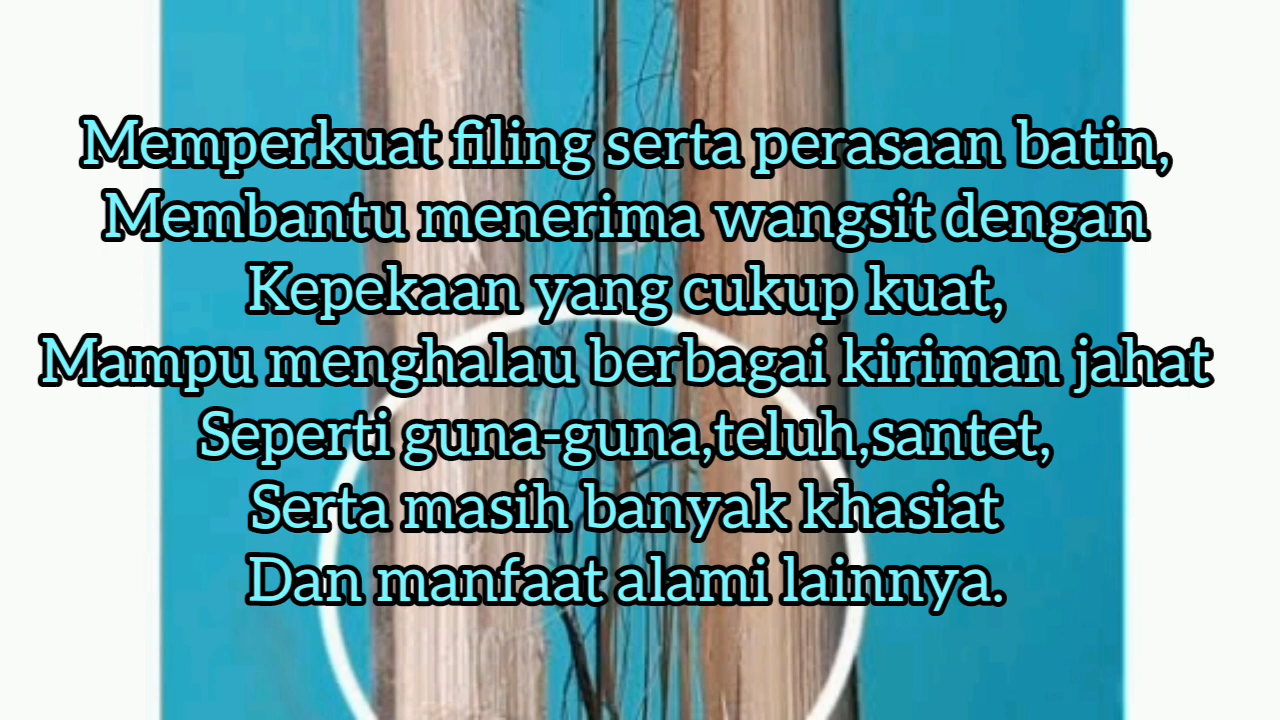 Memperkuat filing serta perasaan batin,
Membantu menerima wangsit dengan
Kepekaan yang cukup kuat,
Mampu menghalau berbagai kiriman jahat
Seperti guna-guna,teluh,santet,
Serta masih banyak khasiat
Dan manfaat alami lainnya.